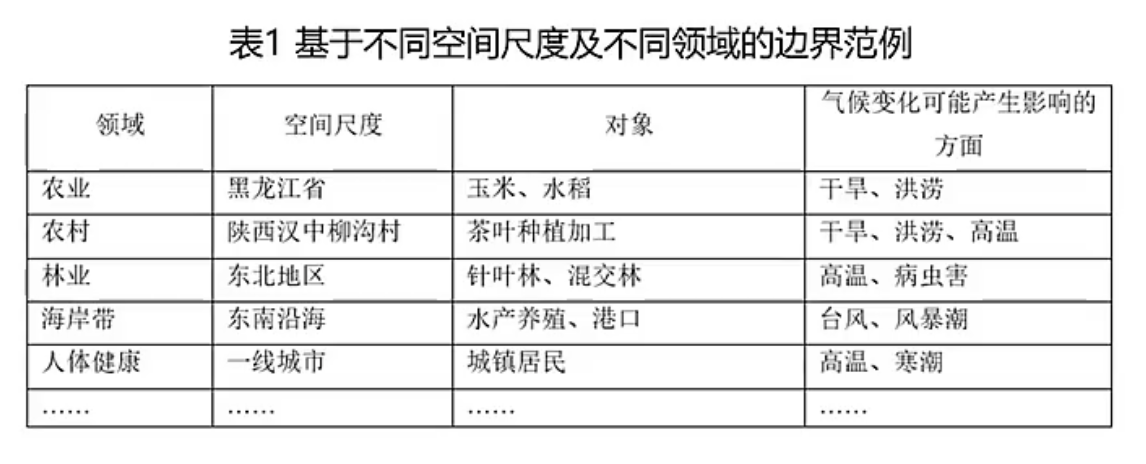 表1 基于不同空间尺度及不同领域的边界范例
领域 空间尺度 对象 气候变化可能产生影响的
方面
农业 黑龙江省 玉米、水稻 干旱、洪涝
农村 陕西汉中柳沟村 茶叶种植加工 干旱、洪涝、高温
林业 东北地区 针叶林、混交林 高温、病虫害
海岸带 东南沿海 水产养殖、港口 台风、风暴潮
人体健康 一线城市 城镇居民 高温、寒潮
…… …… …… ……